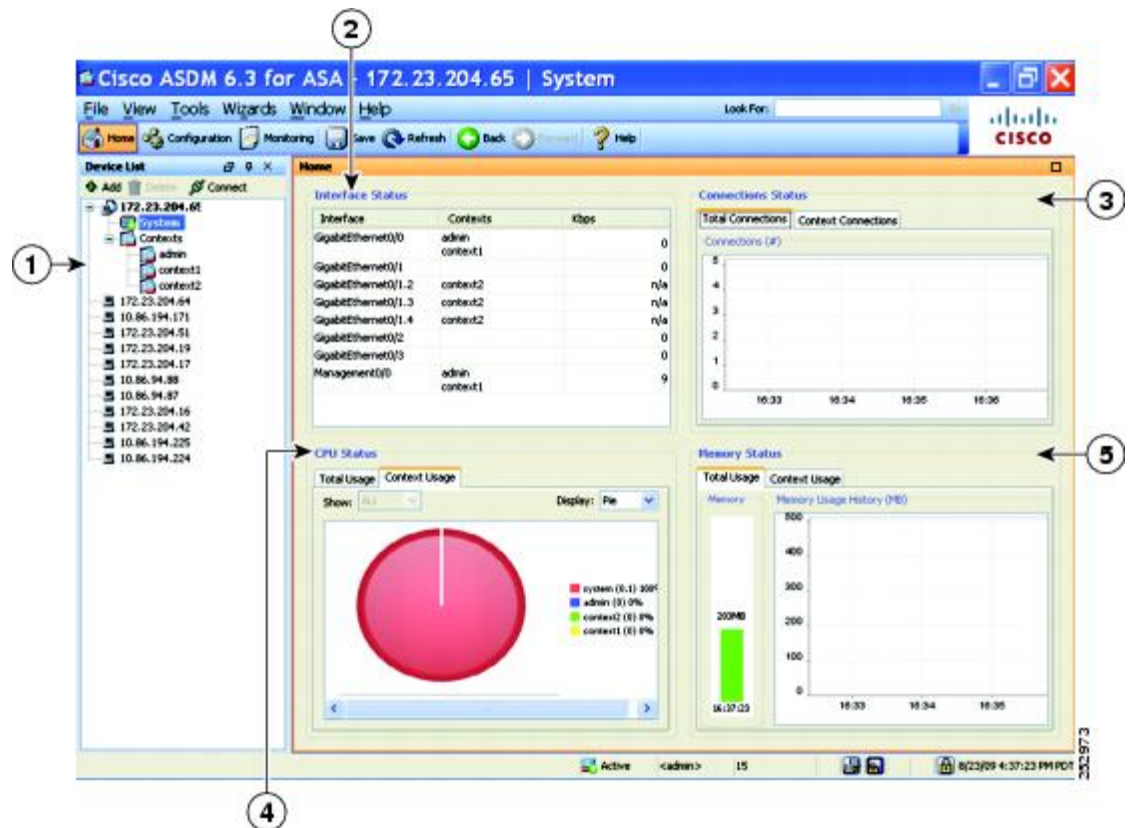 2
Cisco ASDM 6.3 for ASA - 172.23.204.65 | System
File View Tools Wizards Window Help Look For:
Home Configuration Monitoring Save Refresh Back Help
CISCO
Device List
Add Connect
Home
172.23.204.65
System
Contexts
admin
context1
context2
172.23.204.64
10.86.194.171
172.23.204.51
172.23.204.19
172.23.204.17
10.86.94.88
10.86.94.87
172.23.204.16
172.23.204.42
10.86.194.225
10.86.194.224
1
Interface Status
Interface Contexts Kbps
GigabitEthernet0/0 admin 0
context1
GigabitEthernet0/1 0
GigabitEthernet0/1.2 context2 n/a
GigabitEthernet0/1.3 context2 n/a
GigabitEthernet0/1.4 context2 n/a
GigabitEthernet0/2 0
GigabitEthernet0/3 0
Management0/0 admin 9
context1
Connections Status
3
Total Connections Context Connections
Connections (#)
5
4
3
2
1
0
16:33 16:34 16:35 16:36
CPU Status
Total Usage Context Usage
Show: ALL Display: Pie
system (0.1) 100%
admin (0) 0%
context2 (0) 0%
context1 (0) 0%
4
Memory Status
5
Total Usage Context Usage
Memory Memory Usage History (MB)
203MB
16:37:23
500
400
300
200
100
0
16:33 16:34 16:35
Active <admin> 15 8/23/09 4:37:23 PM PDT
252973